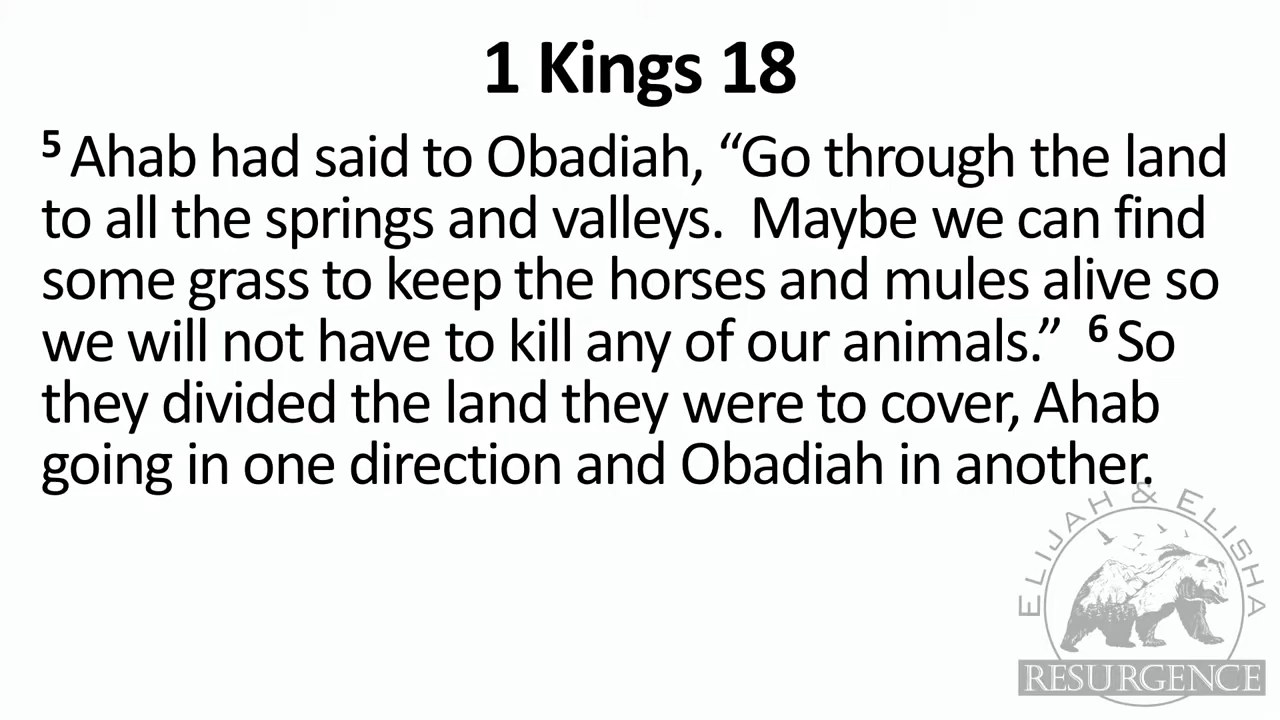 1 Kings 18
5 Ahab had said to Obadiah, “Go through the land
to all the springs and valleys.  Maybe we can find
some grass to keep the horses and mules alive so
we will not have to kill any of our animals.”  6 So
they divided the land they were to cover, Ahab
going in one direction and Obadiah in another.
ELIJAH & ELISHA
RESURGENCE